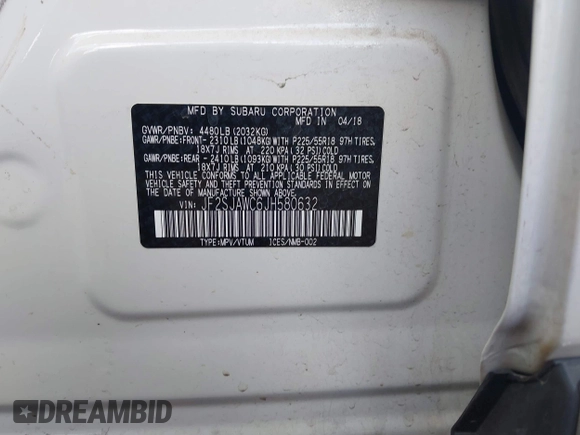 MFD BY SUBARU CORPORATION
MFD IN 04/18
GVWR/PNBV: 4480LB(2032KG)
GAWR/PNBE:FRONT- 2310LB(1048KG)WITH P225/55R18 97H TIRES,
18X7J RIMS AT 220 KPA(32 PSI)COLD
GAWR/PNBE:REAR - 2410LB(1093KG)WITH P225/55R18 97H TIRES,
18X7J RIMS AT 210 KPA(30 PSI)COLD
THIS VEHICLE CONFORMS TO ALL APPLICABLE FEDERAL MOTOR
VEHICLE SAFETY AND THEFT PREVENTION STANDARDS IN EFFECT
ON THE DATE OF MANUFACTURE SHOWN ABOVE.
VIN: JF2SJAWC6JH580632
TYPE:MPV/VTUM ICES/NMB-002
DREAMBID